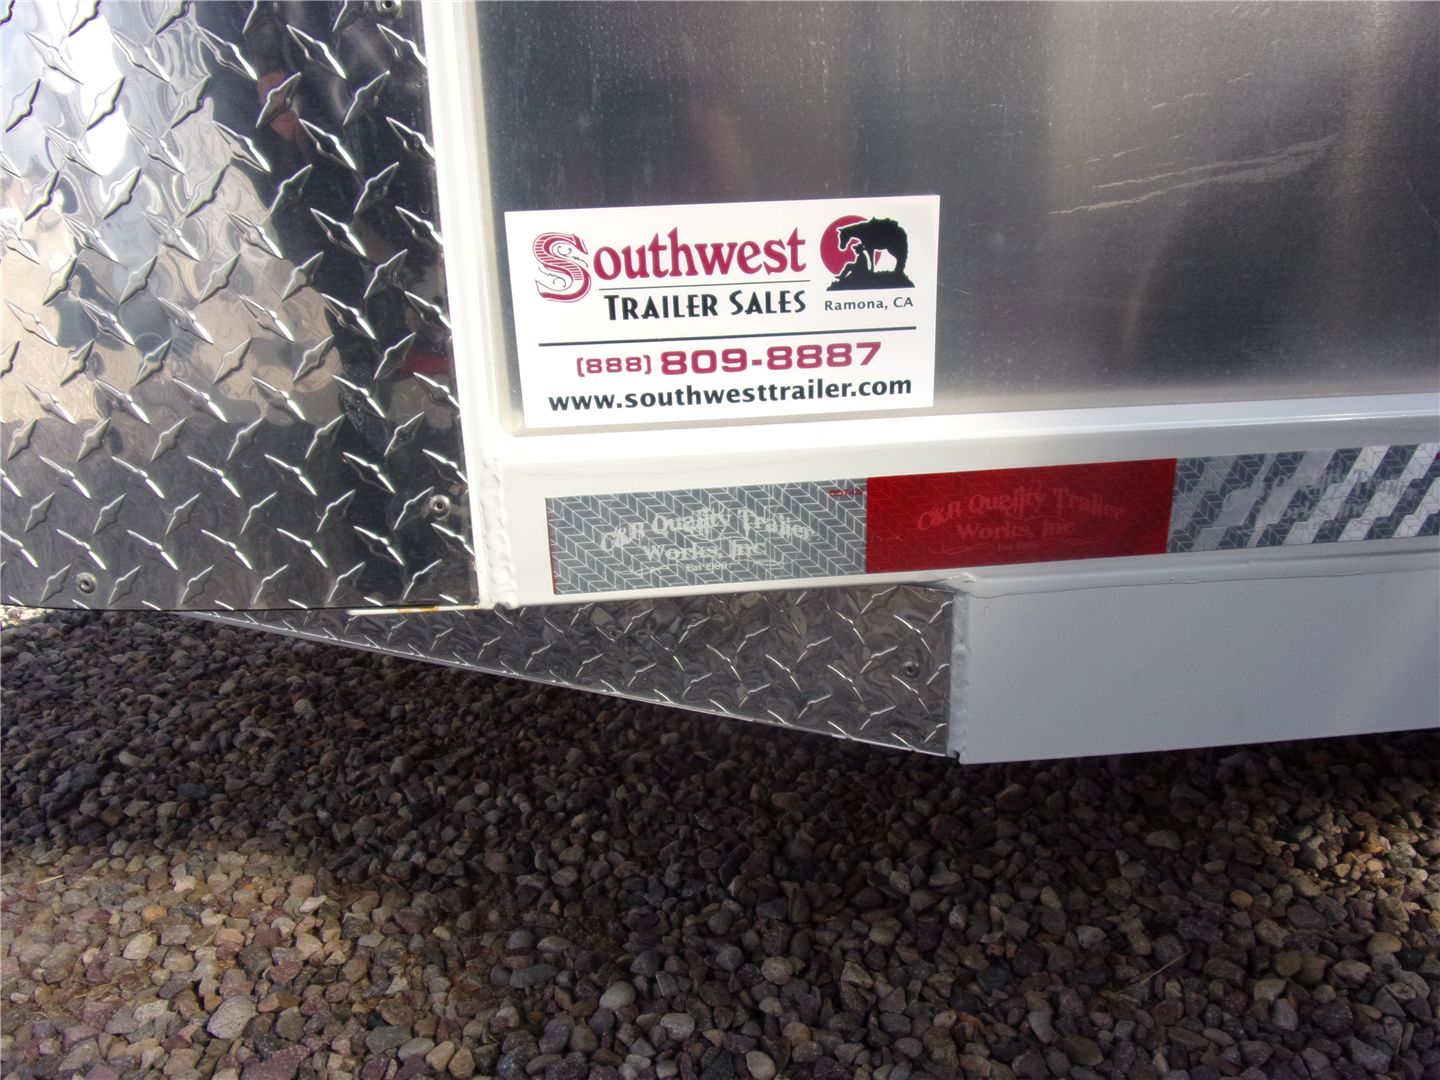 Southwest
TRAILER SALES
Ramona, CA
(888) 809-8887
www.southwesttrailer.com
C&B Quality Trailer
Works, Inc
C&B Quality Trailer
Works, Inc